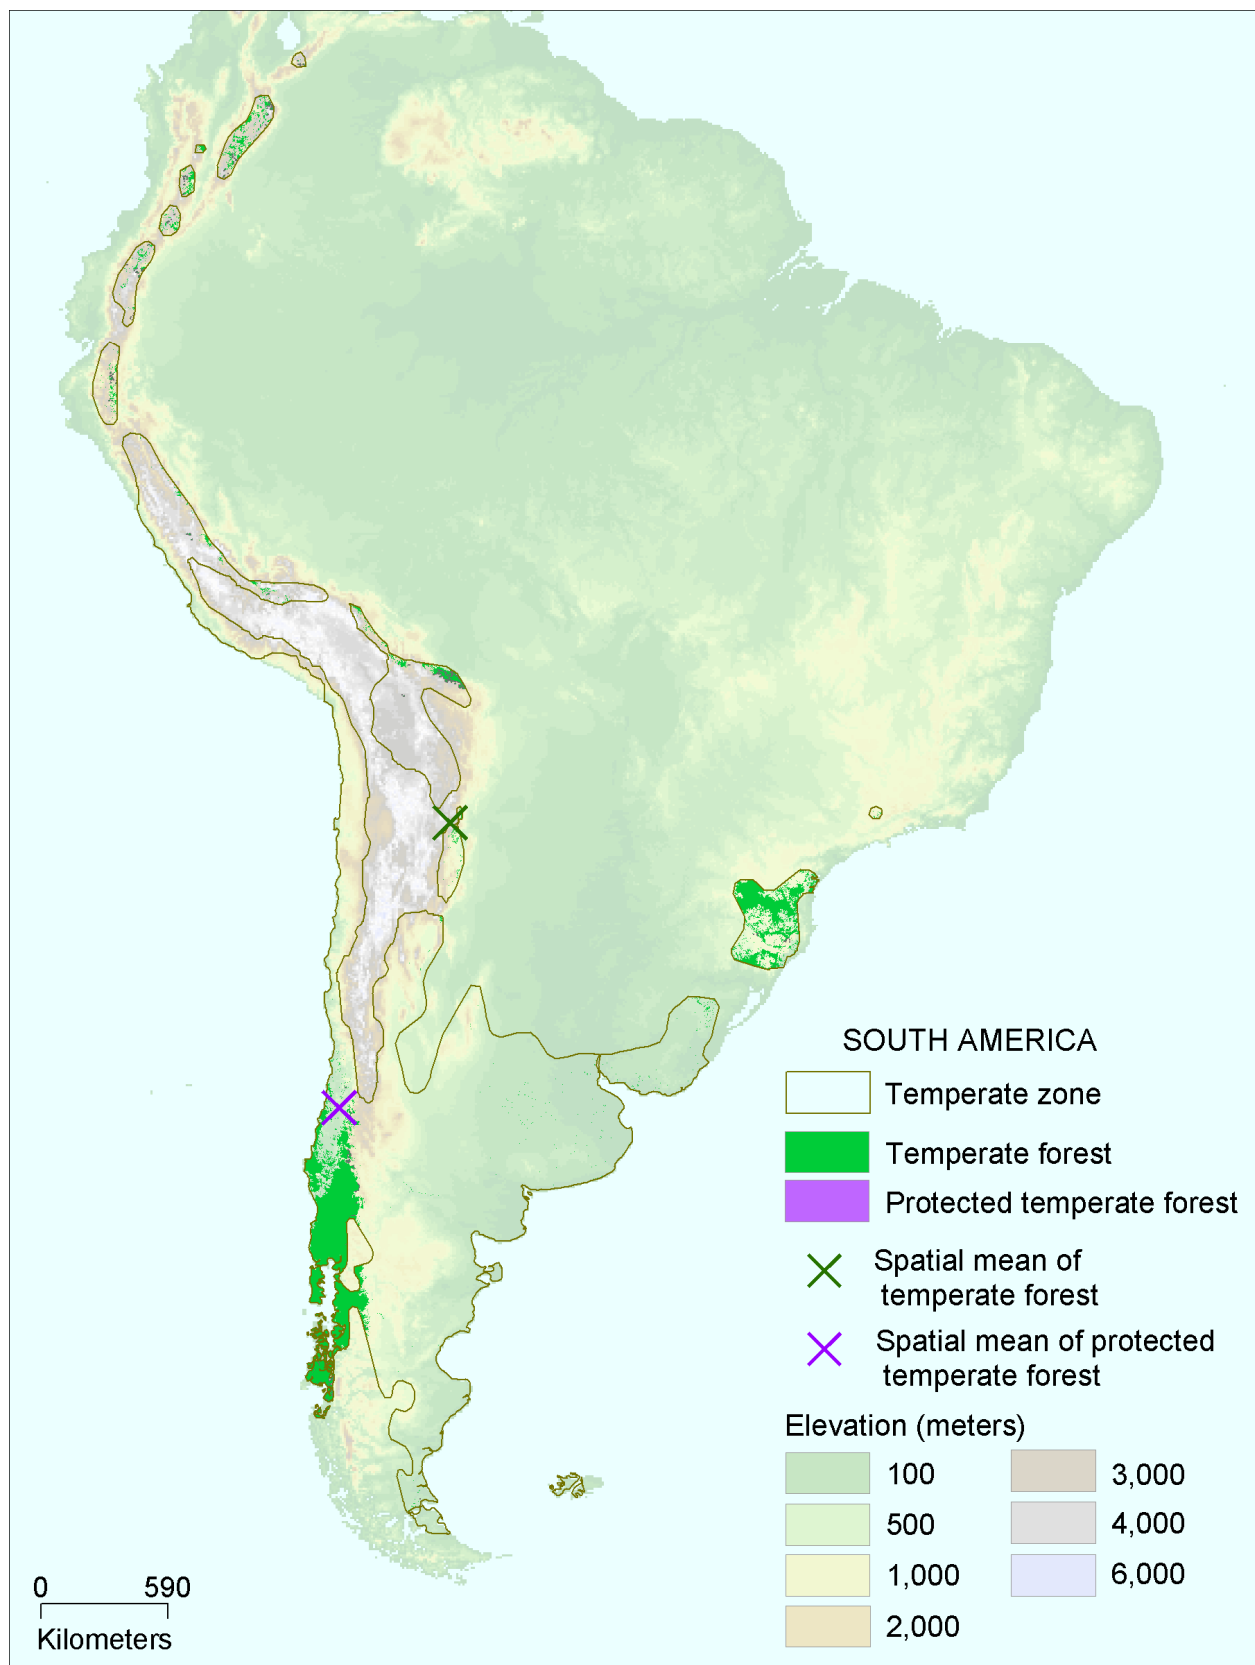 SOUTH AMERICA
Temperate zone
Temperate forest
Protected temperate forest
Spatial mean of
temperate forest
Spatial mean of protected
temperate forest
Elevation (meters)
100
500
1,000
2,000
3,000
4,000
6,000
0 590
Kilometers